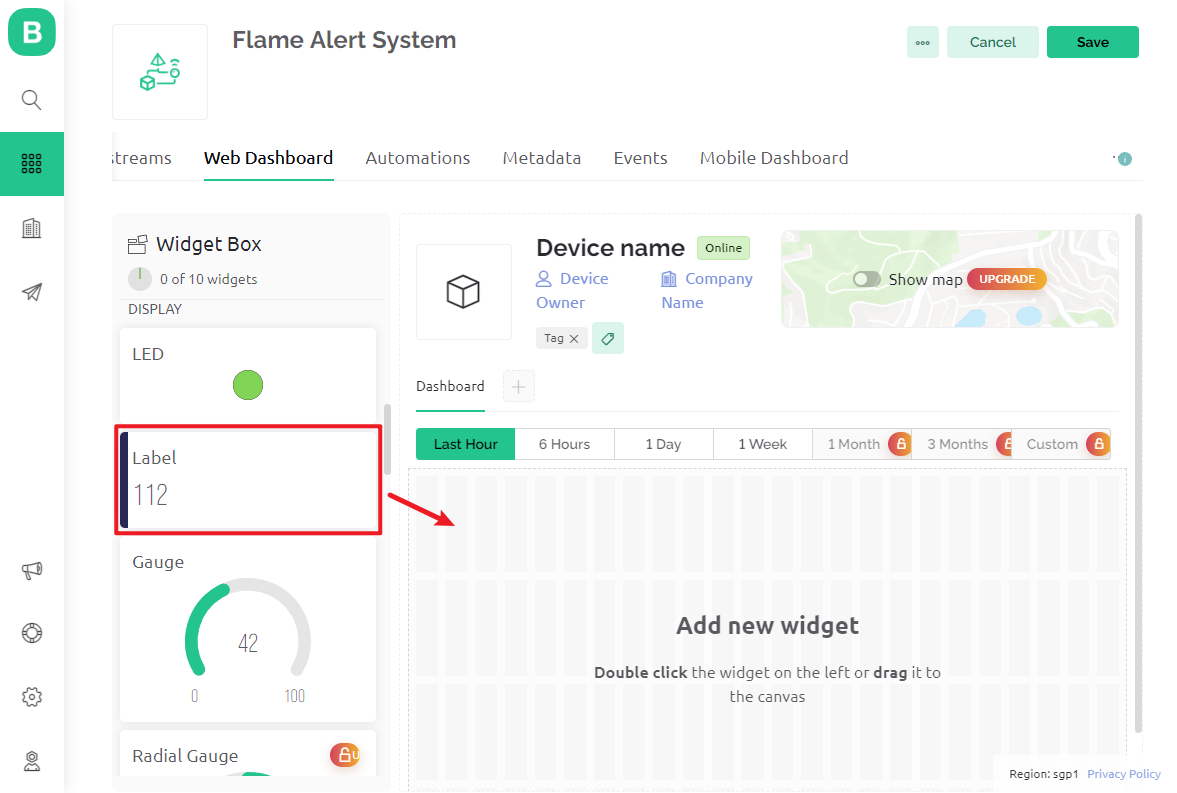 B
Flame Alert System
Cancel
Save
streams
Web Dashboard
Automations
Metadata
Events
Mobile Dashboard
Widget Box
0 of 10 widgets
DISPLAY
LED
Label
112
Gauge
42
0
100
Radial Gauge
U
Device name
Online
Device
Owner
Company
Name
Tag
Show map
UPGRADE
Dashboard
Last Hour
6 Hours
1 Day
1 Week
1 Month
3 Months
Custom
Add new widget
Double click the widget on the left or drag it to
the canvas
Region: sgp1
Privacy Policy